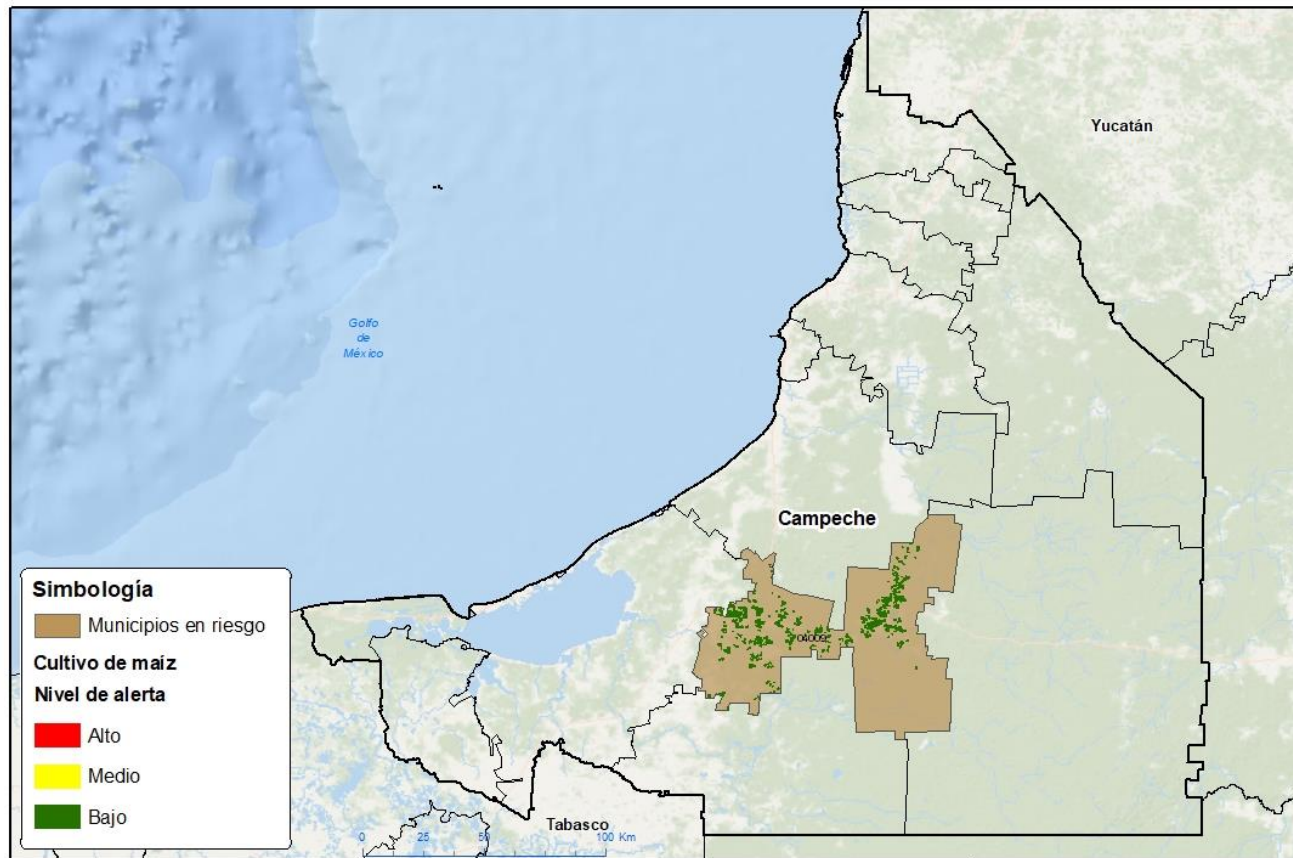 Yucatán
Golfo
de
México
Campeche
04009
Simbología
Municipios en riesgo
Cultivo de maíz
Nivel de alerta
Alto
Medio
Bajo
Tabasco
0 25 50 100 Km